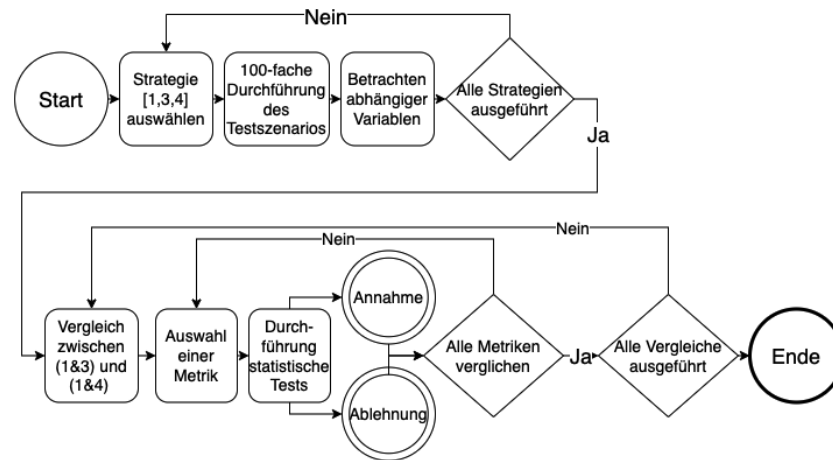 Nein
Start
Strategie
[1,3,4]
auswählen
100-fache
Durchführung
des
Testszenarios
Betrachten
abhängiger
Variablen
Alle Strategien
ausgeführt
Ja
Nein
Nein
Vergleich
zwischen
(1&3) und
(1&4)
Auswahl
einer
Metrik
Durch-
führung
statistische
Tests
Annahme
Ablehnung
Alle Metriken
verglichen
Ja
Alle Vergleiche
ausgeführt
Ende